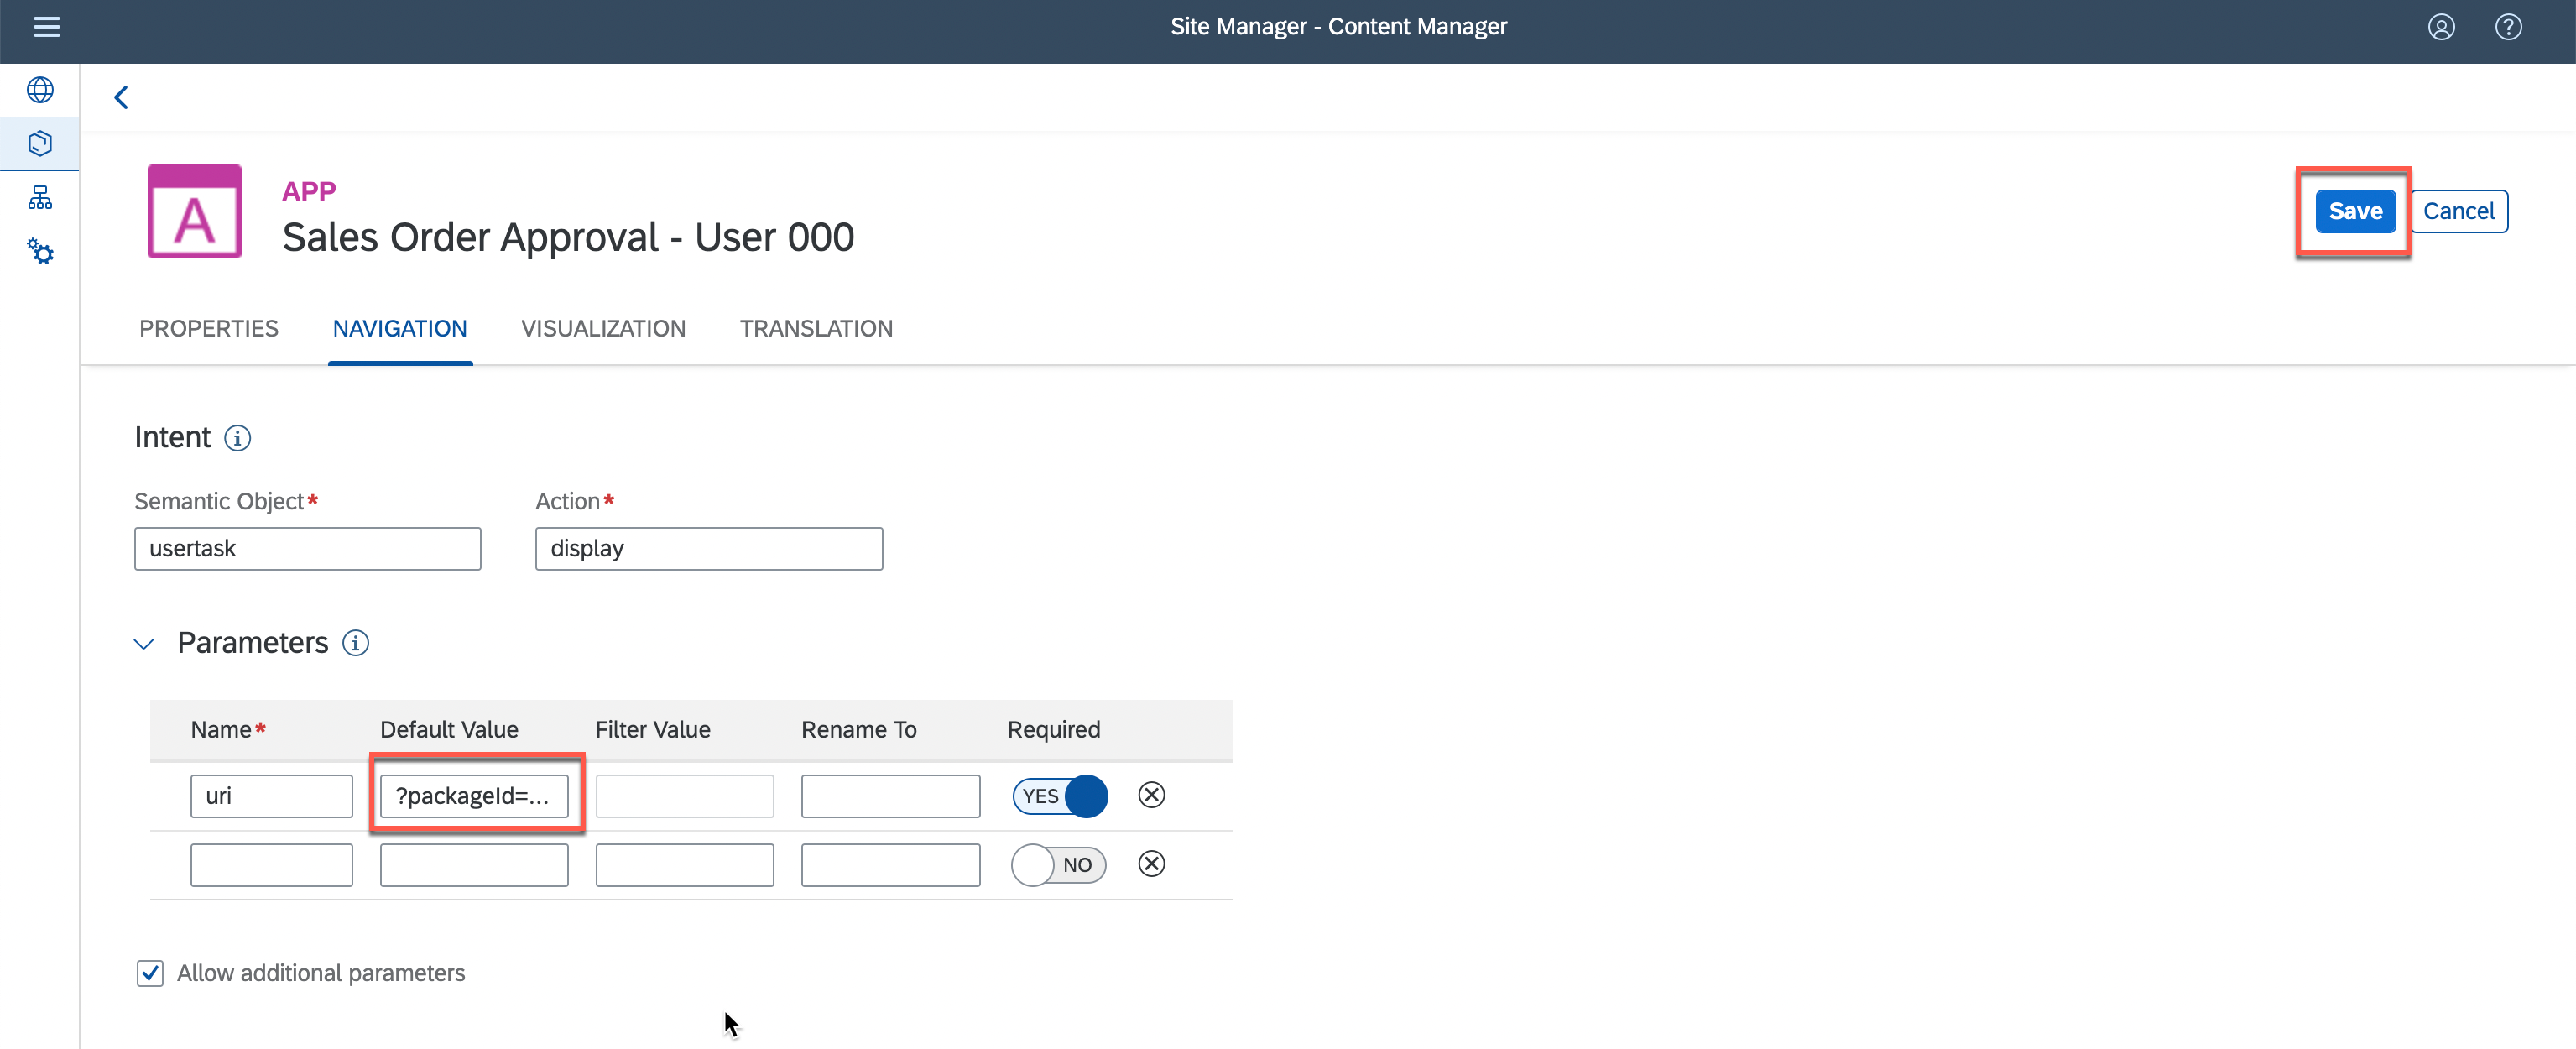 Site Manager - Content Manager
A
APP
Sales Order Approval - User 000
Save
Cancel
PROPERTIES
NAVIGATION
VISUALIZATION
TRANSLATION
Intent
Semantic Object*
Action*
usertask
display
Parameters
Name*
Default Value
Filter Value
Rename To
Required
uri
?packageId=...
YES
NO
Allow additional parameters